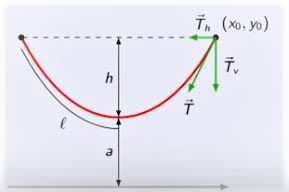 T⃗ₕ (x₀, y₀)
h
T⃗ᵥ
T⃗
ℓ
a